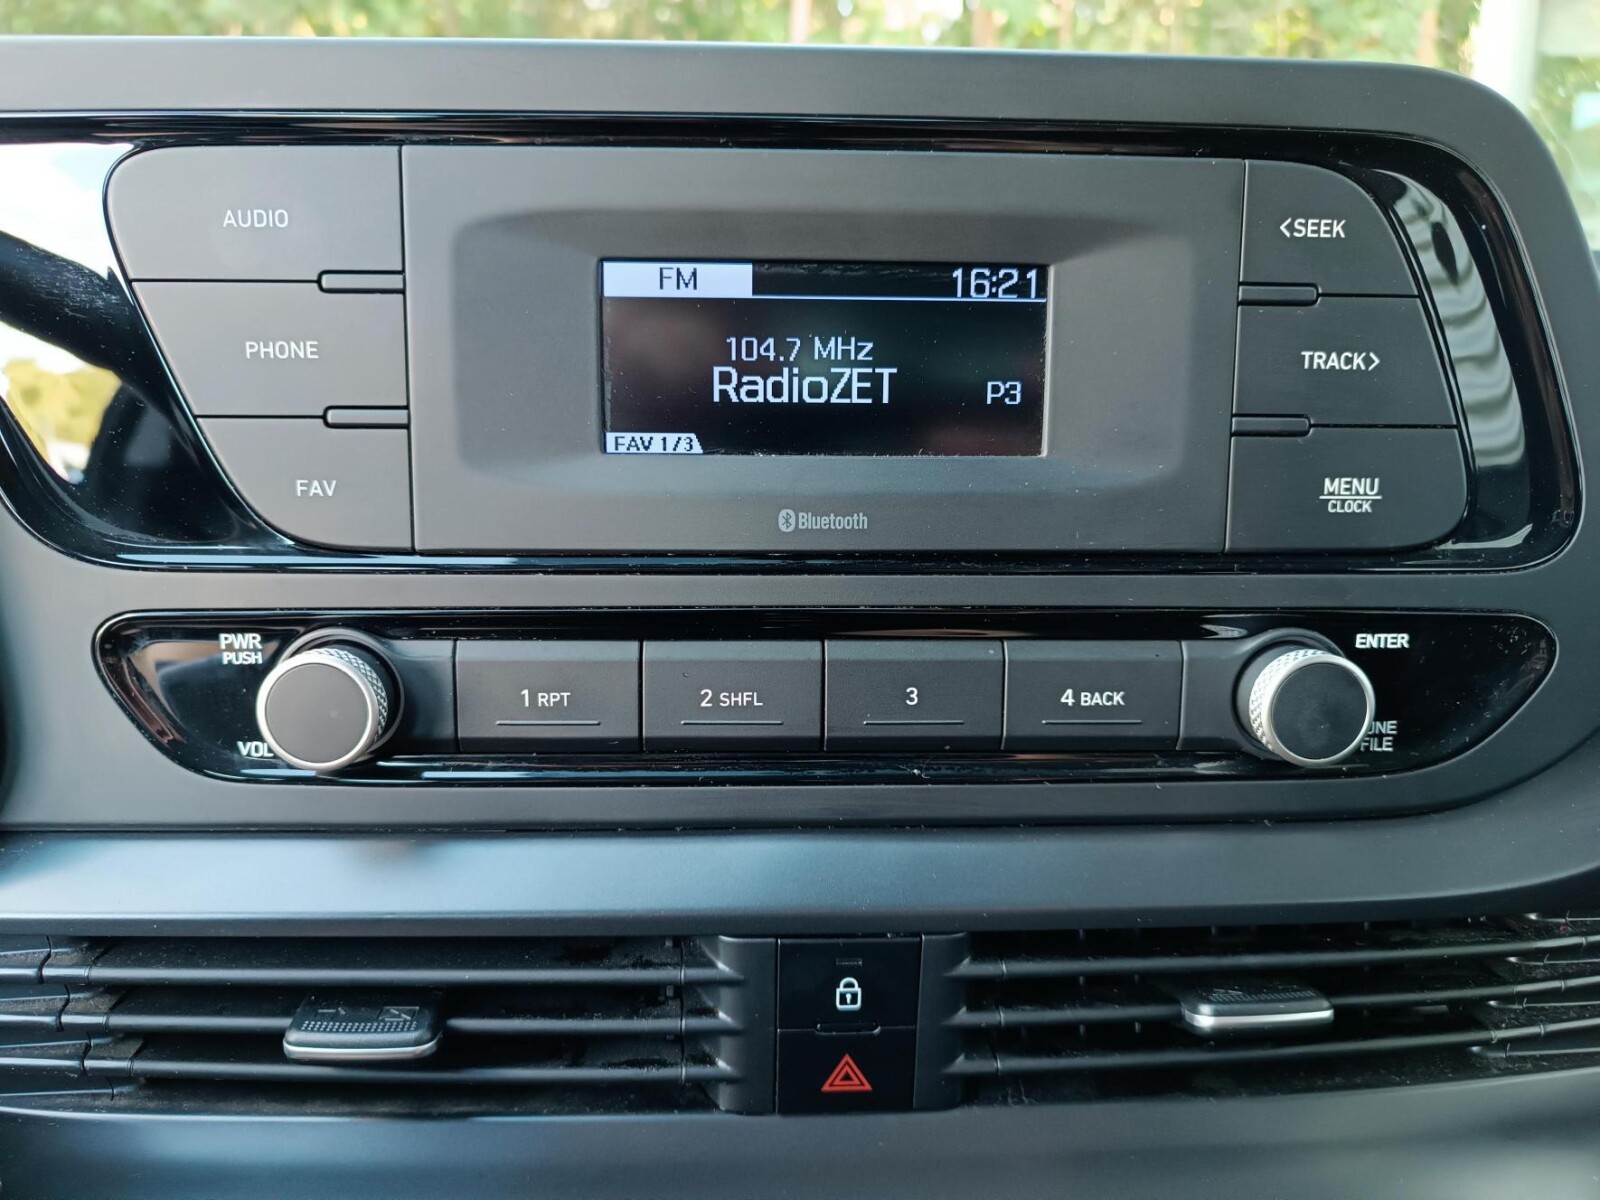 AUDIO
PHONE
FAV
FM 16:21
104.7 MHz
RadioZET P3
FAV 1/3
Bluetooth
<SEEK
TRACK>
MENU
CLOCK
PWR
PUSH
VOL
1 RPT
2 SHFL
3
4 BACK
ENTER
FILE